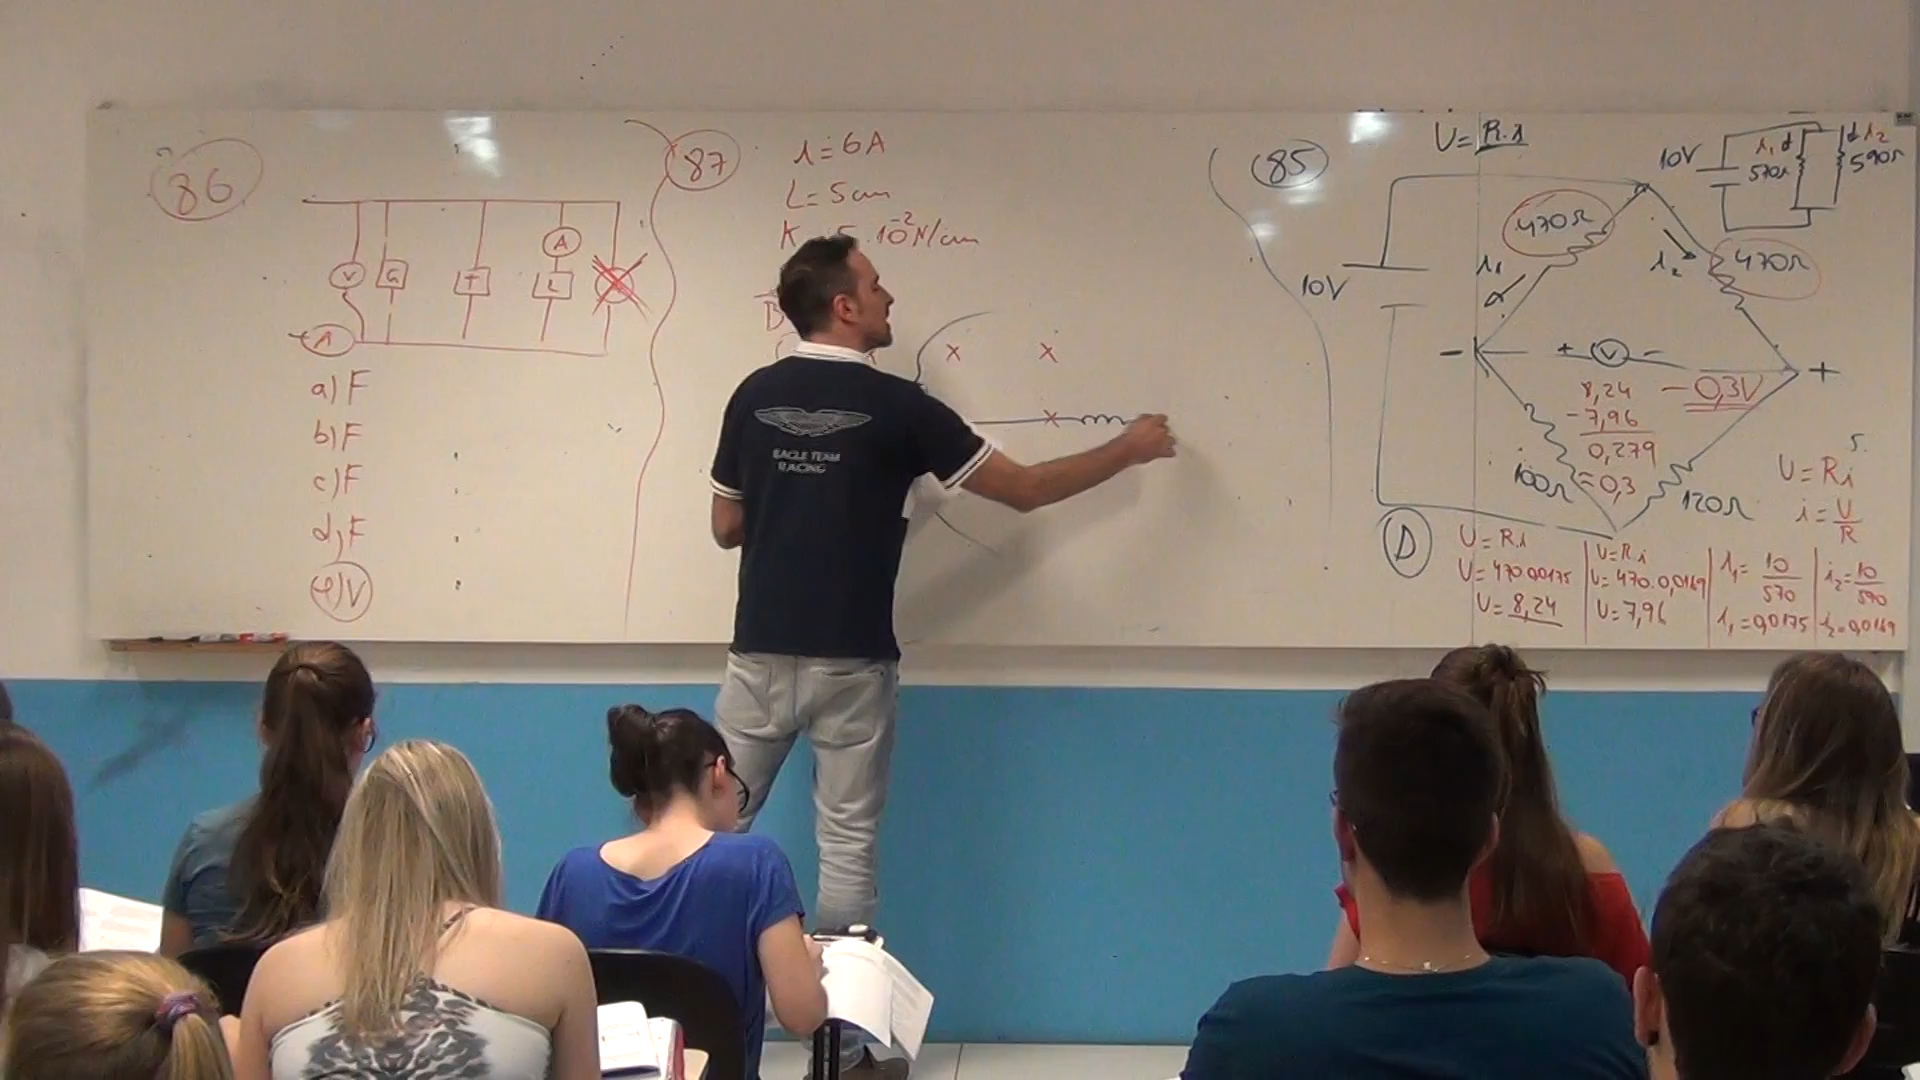 86
V
G
T
A
L
A
a) F
b) F
c) F
d) F
e) V
87
i = 6A
L = 5 cm
10⁻² N/cm
x x
x
EAGLE TEAM
RACING
85
U = R.i
10V
i₁
570Ω
i₂
590Ω
470Ω
470Ω
i₁
i₂
10V
- + V - +
8,24
-7,96
0,279
= 0,3
- 0,3V
100Ω
120Ω
U = Ri
i = U/R
D
U = R.i
U = 470.0,0175
U = 8,24
U = R.i
U = 470.0,0169
U = 7,96
i₁ = 10/570
i₁ = 0,0175
i₂ = 10/590
i₂ = 0,0169